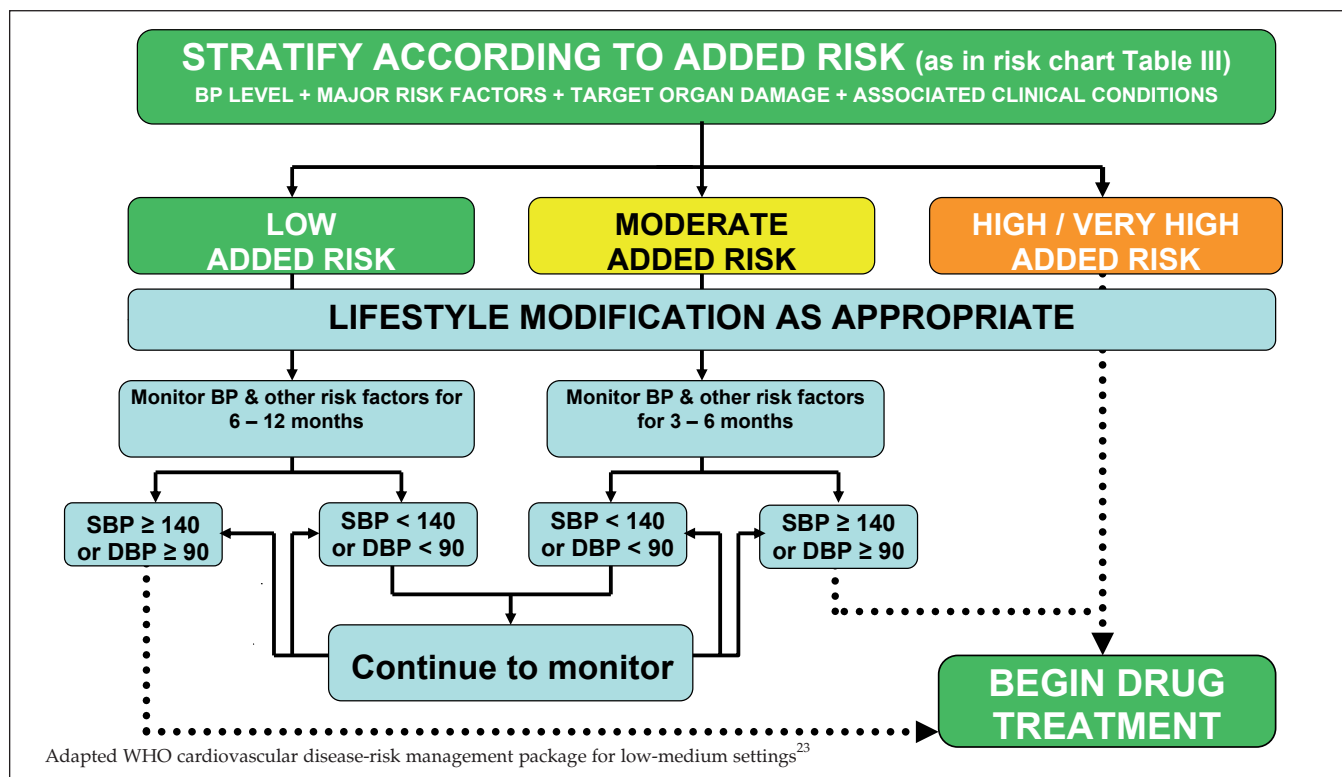 STRATIFY ACCORDING TO ADDED RISK (as in risk chart Table III)
BP LEVEL + MAJOR RISK FACTORS + TARGET ORGAN DAMAGE + ASSOCIATED CLINICAL CONDITIONS
LOW
ADDED RISK
MODERATE
ADDED RISK
HIGH / VERY HIGH
ADDED RISK
LIFESTYLE MODIFICATION AS APPROPRIATE
Monitor BP & other risk factors for
6 – 12 months
Monitor BP & other risk factors
for 3 – 6 months
SBP ≥ 140
or DBP ≥ 90
SBP < 140
or DBP < 90
SBP < 140
or DBP < 90
SBP ≥ 140
or DBP ≥ 90
Continue to monitor
BEGIN DRUG
TREATMENT
Adapted WHO cardiovascular disease-risk management package for low-medium settings23